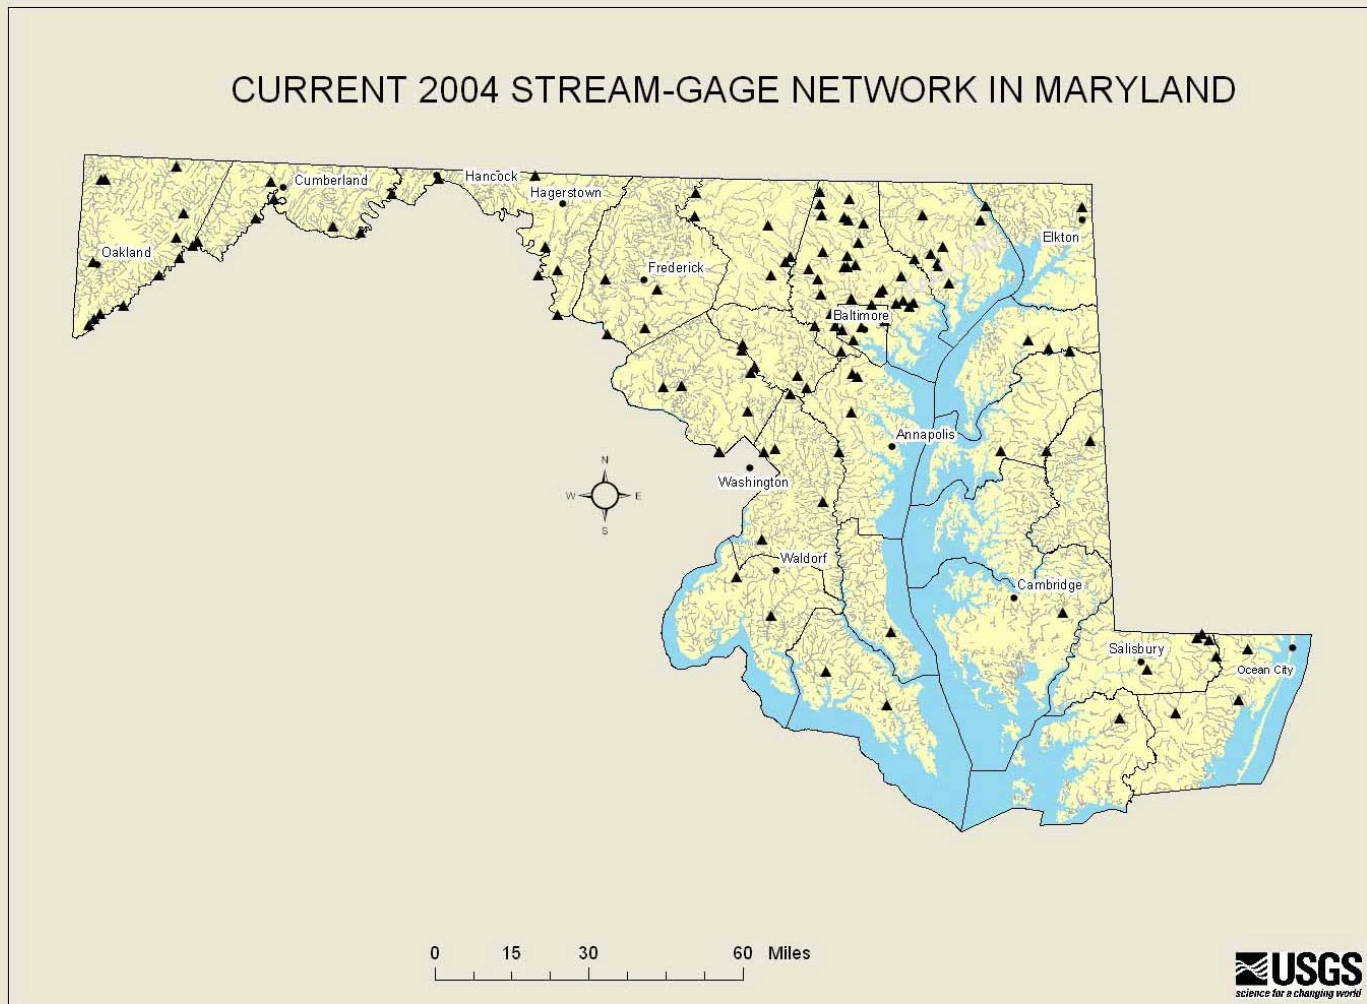 CURRENT 2004 STREAM-GAGE NETWORK IN MARYLAND
Cumberland
Hancock
Hagerstown
Oakland
Frederick
Elkton
Baltimore
Annapolis
Washington
N
W E
S
Waldorf
Cambridge
Salisbury
Ocean City
0 15 30 60 Miles
USGS
science for a changing world